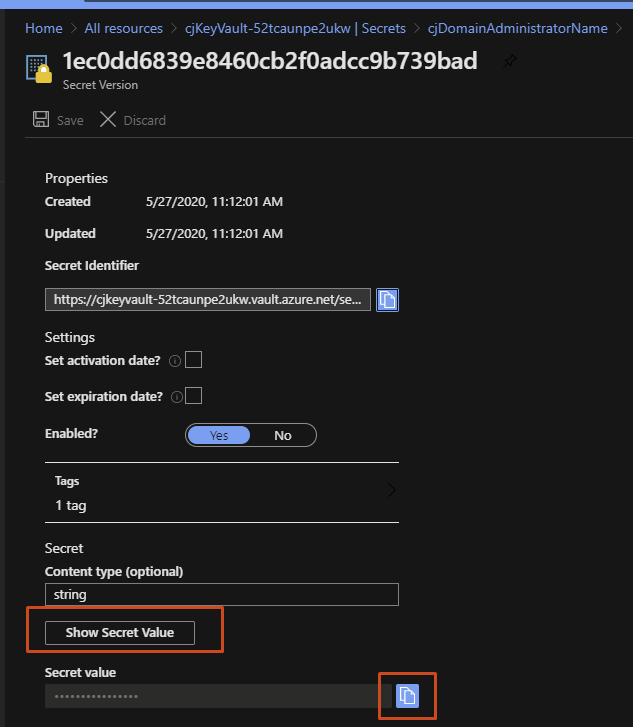 Home > All resources > cjKeyVault-52tcaunpe2ukw | Secrets > cjDomainAdministratorName >
1ec0dd6839e8460cb2f0adcc9b739bad
Secret Version
Save Discard
Properties
Created 5/27/2020, 11:12:01 AM
Updated 5/27/2020, 11:12:01 AM
Secret Identifier
https://cjkeyvault-52tcaunpe2ukw.vault.azure.net/se...
Settings
Set activation date?
Set expiration date?
Enabled? Yes No
Tags
1 tag
Secret
Content type (optional)
string
Show Secret Value
Secret value
••••••••••••••••